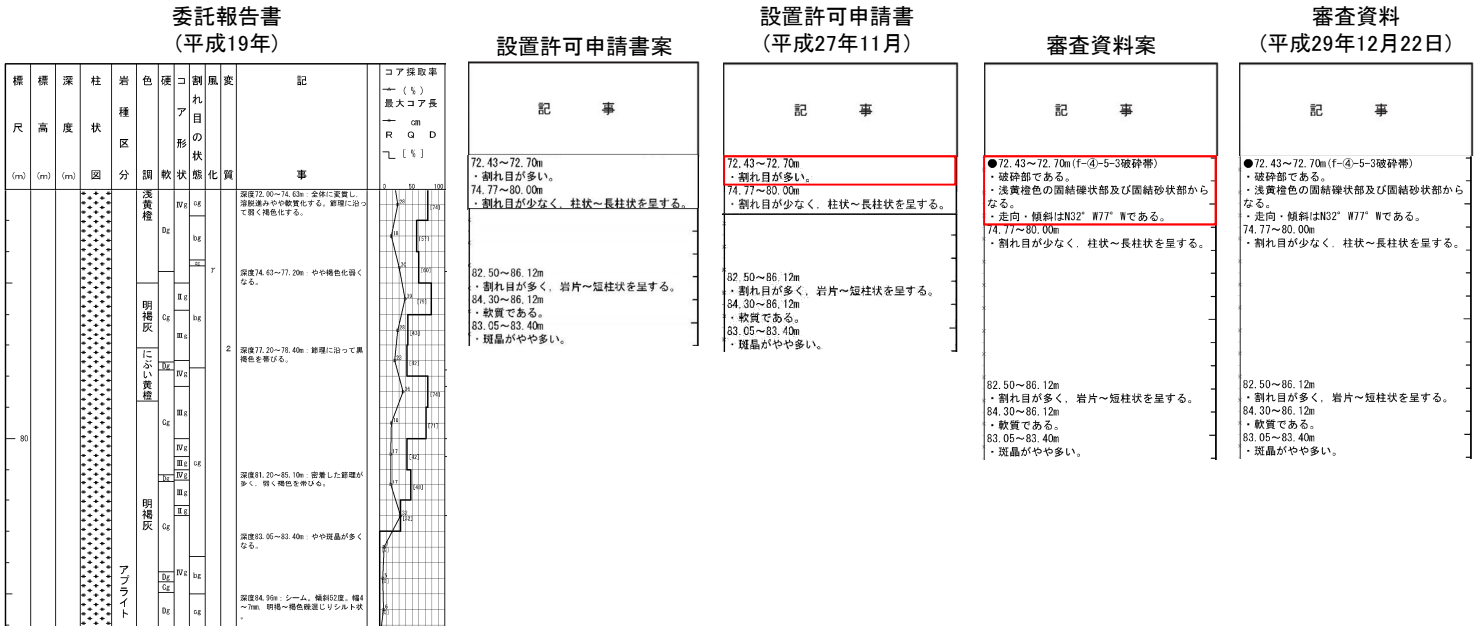 委託報告書
(平成19年)
標尺(m)
標高(m)
深度(m)
柱状図
岩種区分
色調
硬軟
コア形状
割れ目の状態
風化
変質
記事
コア採取率
(%)
最大コア長
cm
R Q D
[%]
0 50 100
浅黄橙
明褐灰
にぶい黄橙
明褐灰
アプライト
Dg
Cg
Dg
Cg
Dg
Cg
Dg
Cg
Dg
Ⅳg
Ⅱg
Ⅲg
Ⅳg
Ⅲg
Ⅳg
Ⅲg
Ⅳg
Ⅲg
Ⅱg
Ⅳg
cg
bg
bg
cg
bg
cg
ア
2
80
深度72.00～74.63m：全体に変質し、
溶脱進みやや軟質化する。節理に沿っ
て弱く褐色化する。
深度74.63～77.20m：やや褐色化弱く
なる。
深度77.20～78.40m：節理に沿って黒
褐色を帯びる。
深度81.20～85.10m：密着した節理が
多く、弱く褐色を帯びる。
深度83.05～83.40m：やや斑晶が多く
なる。
深度84.96m：シーム。傾斜52度。幅4
～7mm。明褐～褐色礫混じりシルト状
。
設置許可申請書案
記 事
72.43～72.70m
・割れ目が多い。
74.77～80.00m
・割れ目が少なく、柱状～長柱状を呈する。
82.50～86.12m
・割れ目が多く、岩片～短柱状を呈する。
84.30～86.12m
・軟質である。
83.05～83.40m
・斑晶がやや多い。
設置許可申請書
(平成27年11月)
記 事
72.43～72.70m
・割れ目が多い。
74.77～80.00m
・割れ目が少なく、柱状～長柱状を呈する。
82.50～86.12m
・割れ目が多く、岩片～短柱状を呈する。
84.30～86.12m
・軟質である。
83.05～83.40m
・斑晶がやや多い。
審査資料案
記 事
●72.43～72.70m(f-④-5-3破砕帯)
・破砕部である。
・浅黄橙色の固結礫状部及び固結砂状部から
なる。
・走向・傾斜はN32°W77°Wである。
74.77～80.00m
・割れ目が少なく、柱状～長柱状を呈する。
82.50～86.12m
・割れ目が多く、岩片～短柱状を呈する。
84.30～86.12m
・軟質である。
83.05～83.40m
・斑晶がやや多い。
審査資料
(平成29年12月22日)
記 事
●72.43～72.70m(f-④-5-3破砕帯)
・破砕部である。
・浅黄橙色の固結礫状部及び固結砂状部から
なる。
・走向・傾斜はN32°W77°Wである。
74.77～80.00m
・割れ目が少なく、柱状～長柱状を呈する。
82.50～86.12m
・割れ目が多く、岩片～短柱状を呈する。
84.30～86.12m
・軟質である。
83.05～83.40m
・斑晶がやや多い。